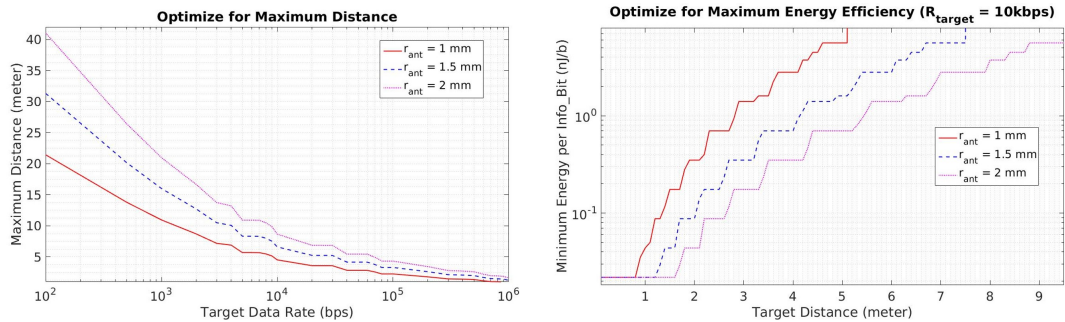 Optimize for Maximum Distance
Maximum Distance (meter)
40
35
30
25
20
15
10
5
r_ant = 1 mm
r_ant = 1.5 mm
r_ant = 2 mm
10^2
10^3
10^4
10^5
10^6
Target Data Rate (bps)
Optimize for Maximum Energy Efficiency (R_target = 10kbps)
Minimum Energy per Info_Bit (nJ/b)
10^0
10^-1
r_ant = 1 mm
r_ant = 1.5 mm
r_ant = 2 mm
1
2
3
4
5
6
7
8
9
Target Distance (meter)